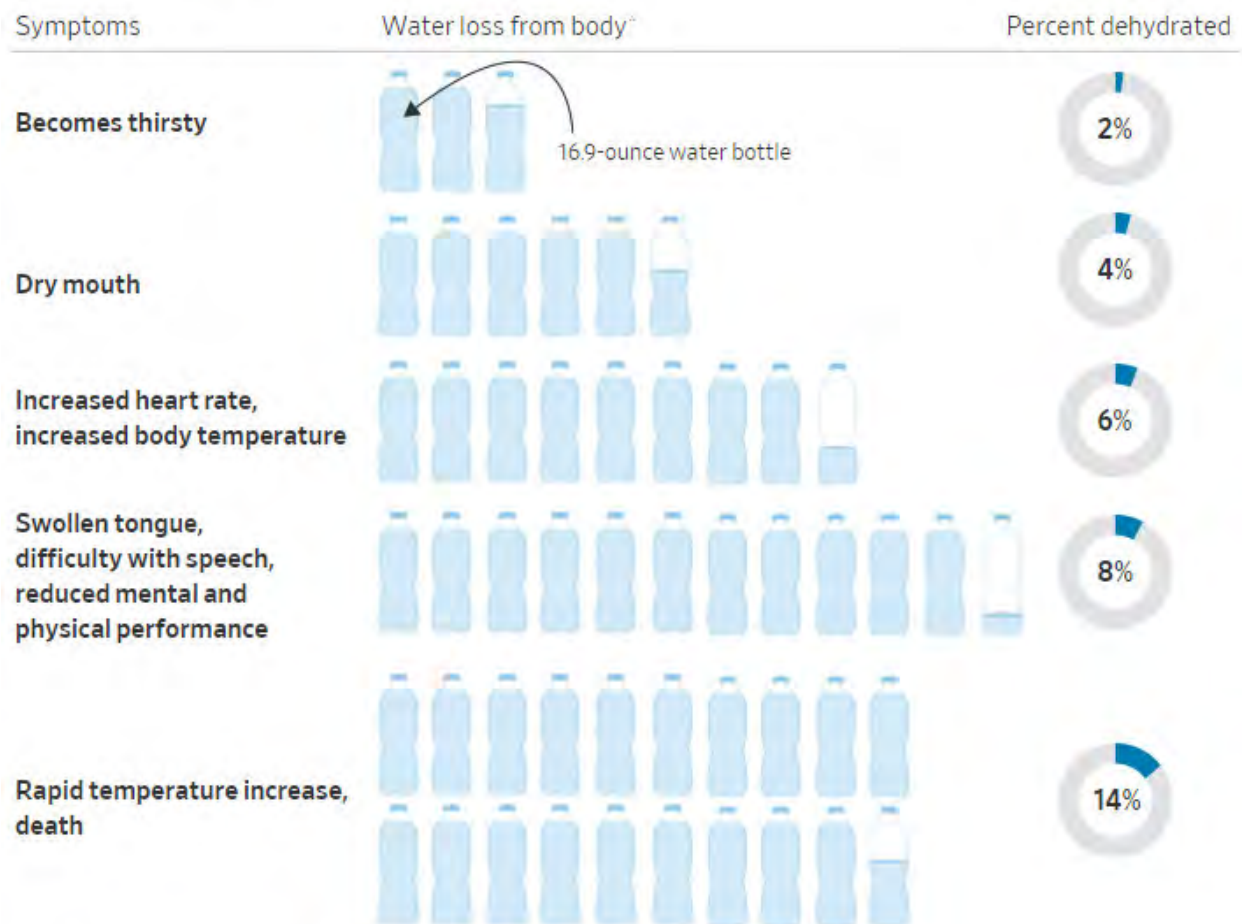 Symptoms Water loss from body** Percent dehydrated
Becomes thirsty
16.9-ounce water bottle
2%
Dry mouth
4%
Increased heart rate,
increased body temperature
6%
Swollen tongue,
difficulty with speech,
reduced mental and
physical performance
8%
Rapid temperature increase,
death
14%